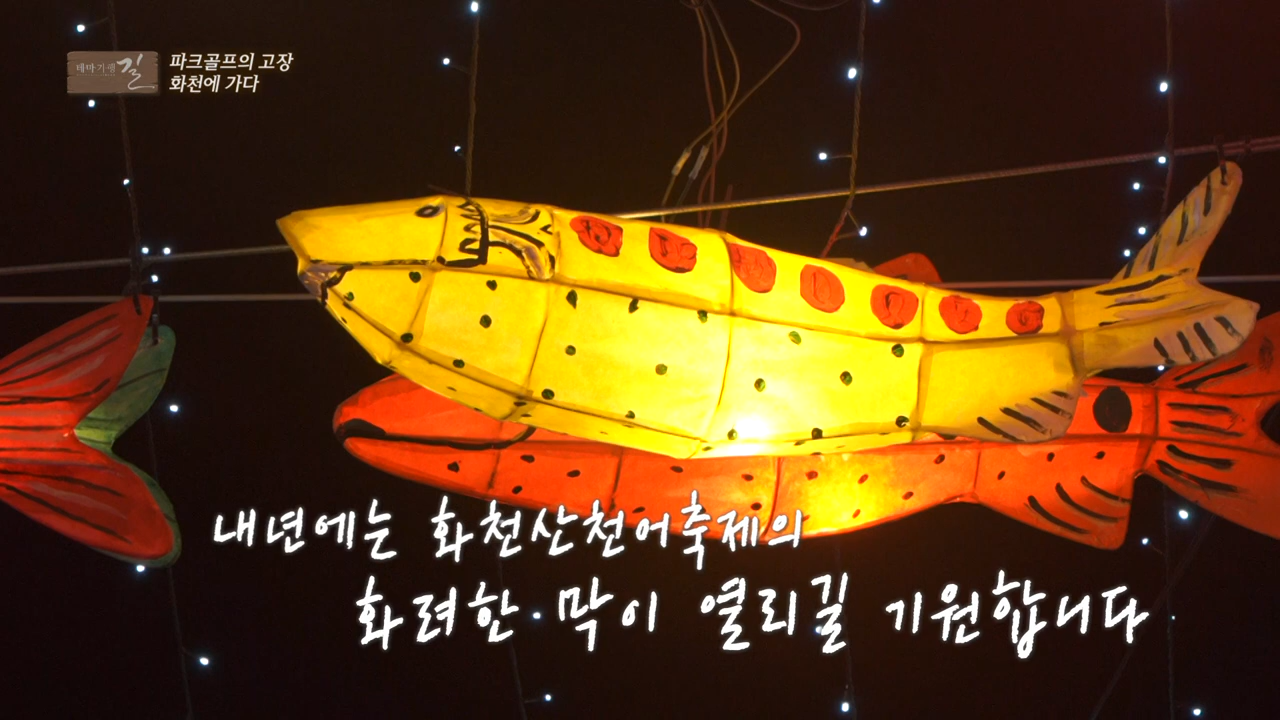 테마기행 길
파크골프의 고장
화천에 가다
내년에는 화천산천어축제의
화려한 막이 열리길 기원합니다